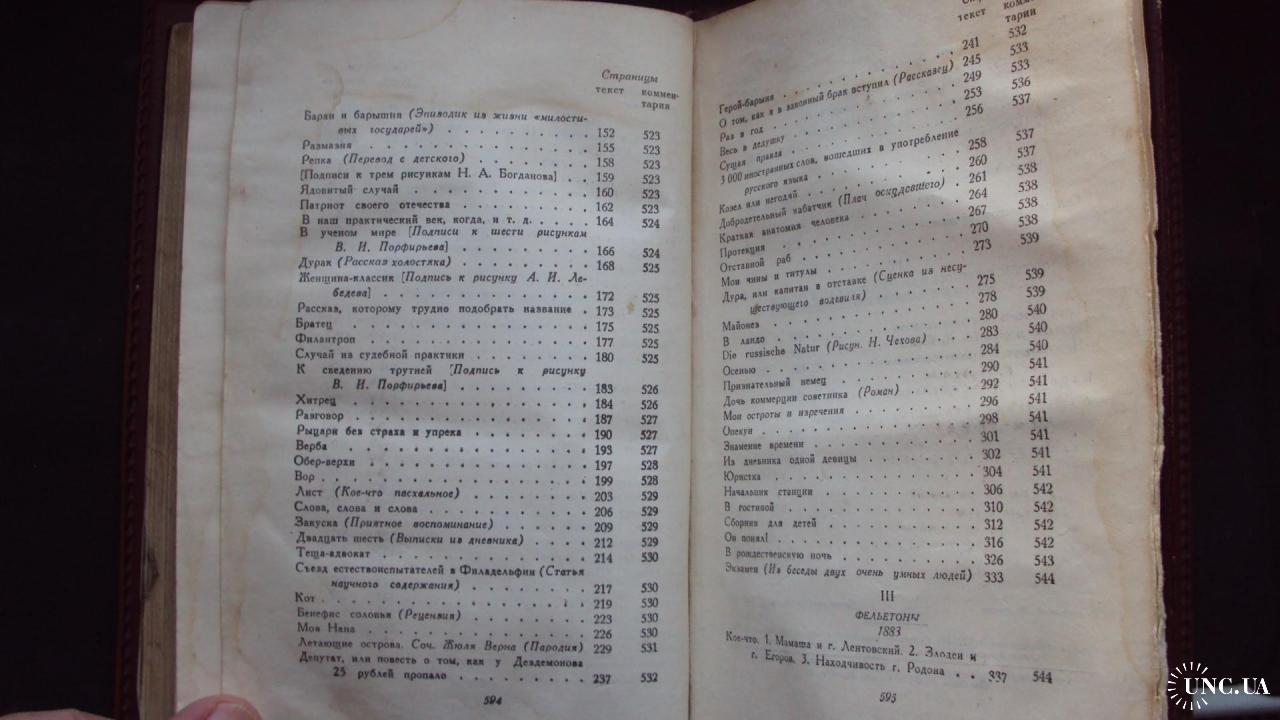 Страницы
текст коммен-
тарии
Баран и барышня (Эпизодик из жизни «милости-
вых государей») . . . . . . . . . . . 152 523
Размазня . . . . . . . . . . . . . . 155 523
Репка (Перевод с детского) . . . . . . . . 158 523
[Подписи к трем рисункам Н. А. Богданова] . . 159 523
Ядовитый случай . . . . . . . . . . . . 160 523
Патриот своего отечества . . . . . . . . . 162 523
В наш практический век, когда, и т. д. . . . . 164 524
В ученом мире [Подписи к шести рисункам
В. И. Порфирьева] . . . . . . . . . . 166 524
Дурак (Рассказ холостяка) . . . . . . . . . 168 525
Женщина-классик [Подпись к рисунку А. И. Ле-
бедева] . . . . . . . . . . . . . . 172 525
Рассказ, которому трудно подобрать название . 173 525
Братец . . . . . . . . . . . . . . . 175 525
Филантроп . . . . . . . . . . . . . . 177 525
Случай из судебной практики . . . . . . . . 180 525
К сведению трутней [Подпись к рисунку
В. И. Порфирьева] . . . . . . . . . . 183 526
Хитрец . . . . . . . . . . . . . . . 184 526
Разговор . . . . . . . . . . . . . . 187 527
Рыцари без страха и упрека . . . . . . . . 190 527
Верба . . . . . . . . . . . . . . . 193 527
Обер-верхи . . . . . . . . . . . . . . 197 528
Вор . . . . . . . . . . . . . . . . 199 528
Лист (Кое-что пасхальное) . . . . . . . . . 203 529
Слова, слова и слова . . . . . . . . . . . 206 529
Закуска (Приятное воспоминание) . . . . . . . 209 529
Двадцать шесть (Выписки из дневника) . . . . . 212 529
Теща-адвокат . . . . . . . . . . . . . 214 530
Съезд естествоиспытателей в Филадельфии (Статья
научного содержания) . . . . . . . . . . 217 530
Кот . . . . . . . . . . . . . . . . 219 530
Бенефис соловья (Рецензия) . . . . . . . . 223 530
Моя Нана . . . . . . . . . . . . . . 226 530
Летающие острова. Соч. Жюля Верна (Пародия) 229 531
Депутат, или повесть о том, как у Дездемонова
25 рублей пропало . . . . . . . . . . . 237 532
594
текст
тарии
Герой-барыня . . . . . . . . . . . . . 241 532
О том, как я в законный брак вступил (Рассказец) 245 533
Раз в год . . . . . . . . . . . . . . 249 533
Весь в дедушку . . . . . . . . . . . . 253 536
Сущая правда . . . . . . . . . . . . . 256 537
3 000 иностранных слов, вошедших в употребление
русского языка . . . . . . . . . . . . 258 537
Козел или негодяй . . . . . . . . . . . 260 537
Добродетельный кабатчик (Плач оскудевшего) . 261 538
Краткая анатомия человека . . . . . . . . 264 538
Протекция . . . . . . . . . . . . . . 267 538
Отставной раб . . . . . . . . . . . . . 270 538
Мои чины и титулы . . . . . . . . . . . 273 539
Дура, или капитан в отставке (Сценка из несу-
ществующего водевиля) . . . . . . . . . 275 539
Майонез . . . . . . . . . . . . . . . 278 539
В ландо . . . . . . . . . . . . . . . 280 540
Die russische Natur (Рисун. Н. Чехова) . . . . 283 540
Осенью . . . . . . . . . . . . . . . 284 540
Признательный немец . . . . . . . . . . 290 541
Дочь коммерции советника (Роман) . . . . . 292 541
Мои остроты и изречения . . . . . . . . . 296 541
Опекун . . . . . . . . . . . . . . . 298 541
Знамение времени . . . . . . . . . . . . 301 541
Из дневника одной девицы . . . . . . . . 302 541
Юристка . . . . . . . . . . . . . . . 304 541
Начальник станции . . . . . . . . . . . 306 542
В гостиной . . . . . . . . . . . . . . 310 542
Сборник для детей . . . . . . . . . . . 312 542
Он понял! . . . . . . . . . . . . . . 316 542
В рождественскую ночь . . . . . . . . . . 326 543
Экзамен (Из беседы двух очень умных людей) 333 544
III
ФЕЛЬЕТОНЫ
1883
Кое-что. 1. Мамаша и г. Лентовский. 2. Злодеи и
г. Егоров. 3. Находчивость г. Родона . . 337 544
595
UNC.UA